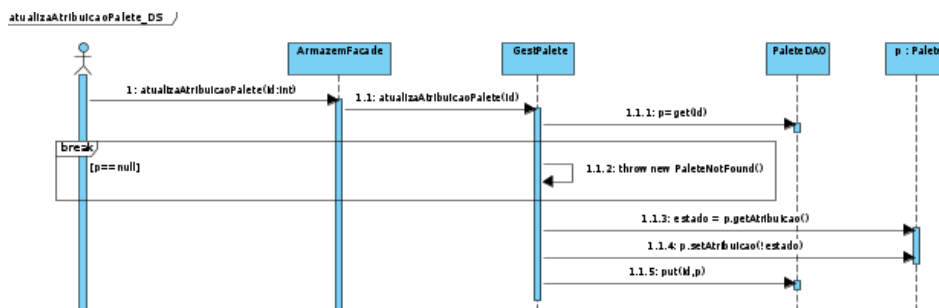 atualizaAtribuicaoPalete_DS
ArmazemFacade
GestPalete
PaleteDAO
p : Palete
1: atualizaAtribuicaoPalete(id:int)
1.1: atualizaAtribuicaoPalete(id)
1.1.1: p=get(id)
break
[p==null]
1.1.2: throw new PaleteNotFound()
1.1.3: estado = p.getAtribuicao()
1.1.4: p.setAtribuicao(!estado)
1.1.5: put(id,p)